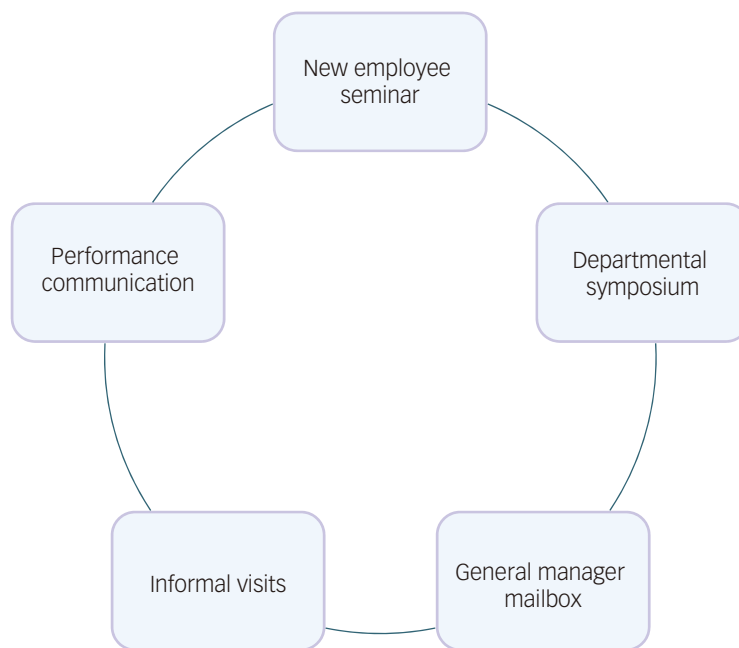 New employee
seminar
Departmental
symposium
General manager
mailbox
Informal visits
Performance
communication